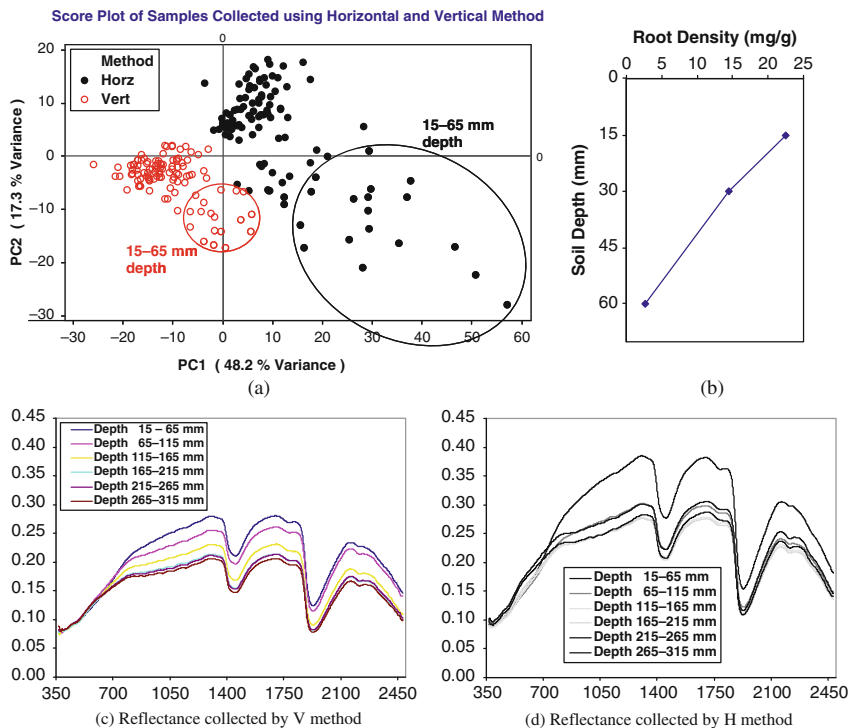 Score Plot of Samples Collected using Horizontal and Vertical Method
0
Method
Horz
Vert
20
10
0
−10
−20
−30
PC2 ( 17.3 % Variance )
15–65 mm
depth
0
15–65 mm
depth
−30 −20 −10 0 10 20 30 40 50 60
PC1 ( 48.2 % Variance )
(a)
Root Density (mg/g)
0 5 10 15 20 25
0
15
30
45
60
Soil Depth (mm)
(b)
0.45
0.40
0.35
0.30
0.25
0.20
0.15
0.10
0.05
0.00
Depth 15 – 65 mm
Depth 65–115 mm
Depth 115–165 mm
Depth 165–215 mm
Depth 215–265 mm
Depth 265–315 mm
350 700 1050 1400 1750 2100 2450
(c) Reflectance collected by V method
0.45
0.40
0.35
0.30
0.25
0.20
0.15
0.10
0.05
0.00
Depth 15–65 mm
Depth 65–115 mm
Depth 115–165 mm
Depth 165–215 mm
Depth 215–265 mm
Depth 265–315 mm
350 700 1050 1400 1750 2100 2450
(d) Reflectance collected by H method